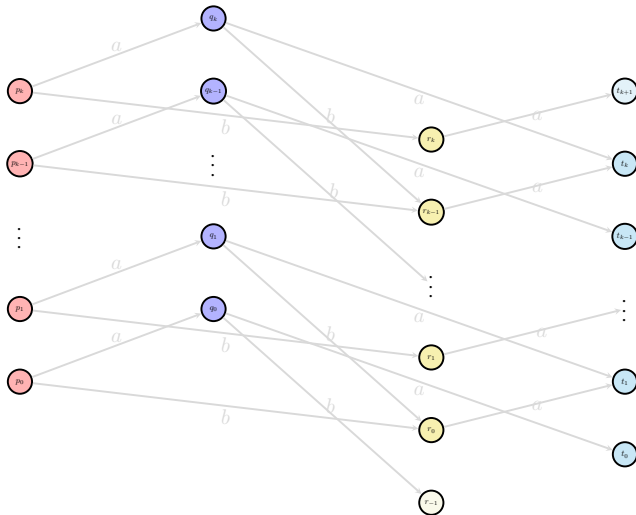 q_k
a
p_k
q_{k−1}
t_{k+1}
a
a
b
b
r_k
a
p_{k−1}
⋮
t_k
a
b
b
r_{k−1}
a
⋮
q_1
t_{k−1}
a
⋮
⋮
p_1
q_0
a
b
a
a
b
r_1
p_0
t_1
a
b
a
b
r_0
t_0
r_{−1}